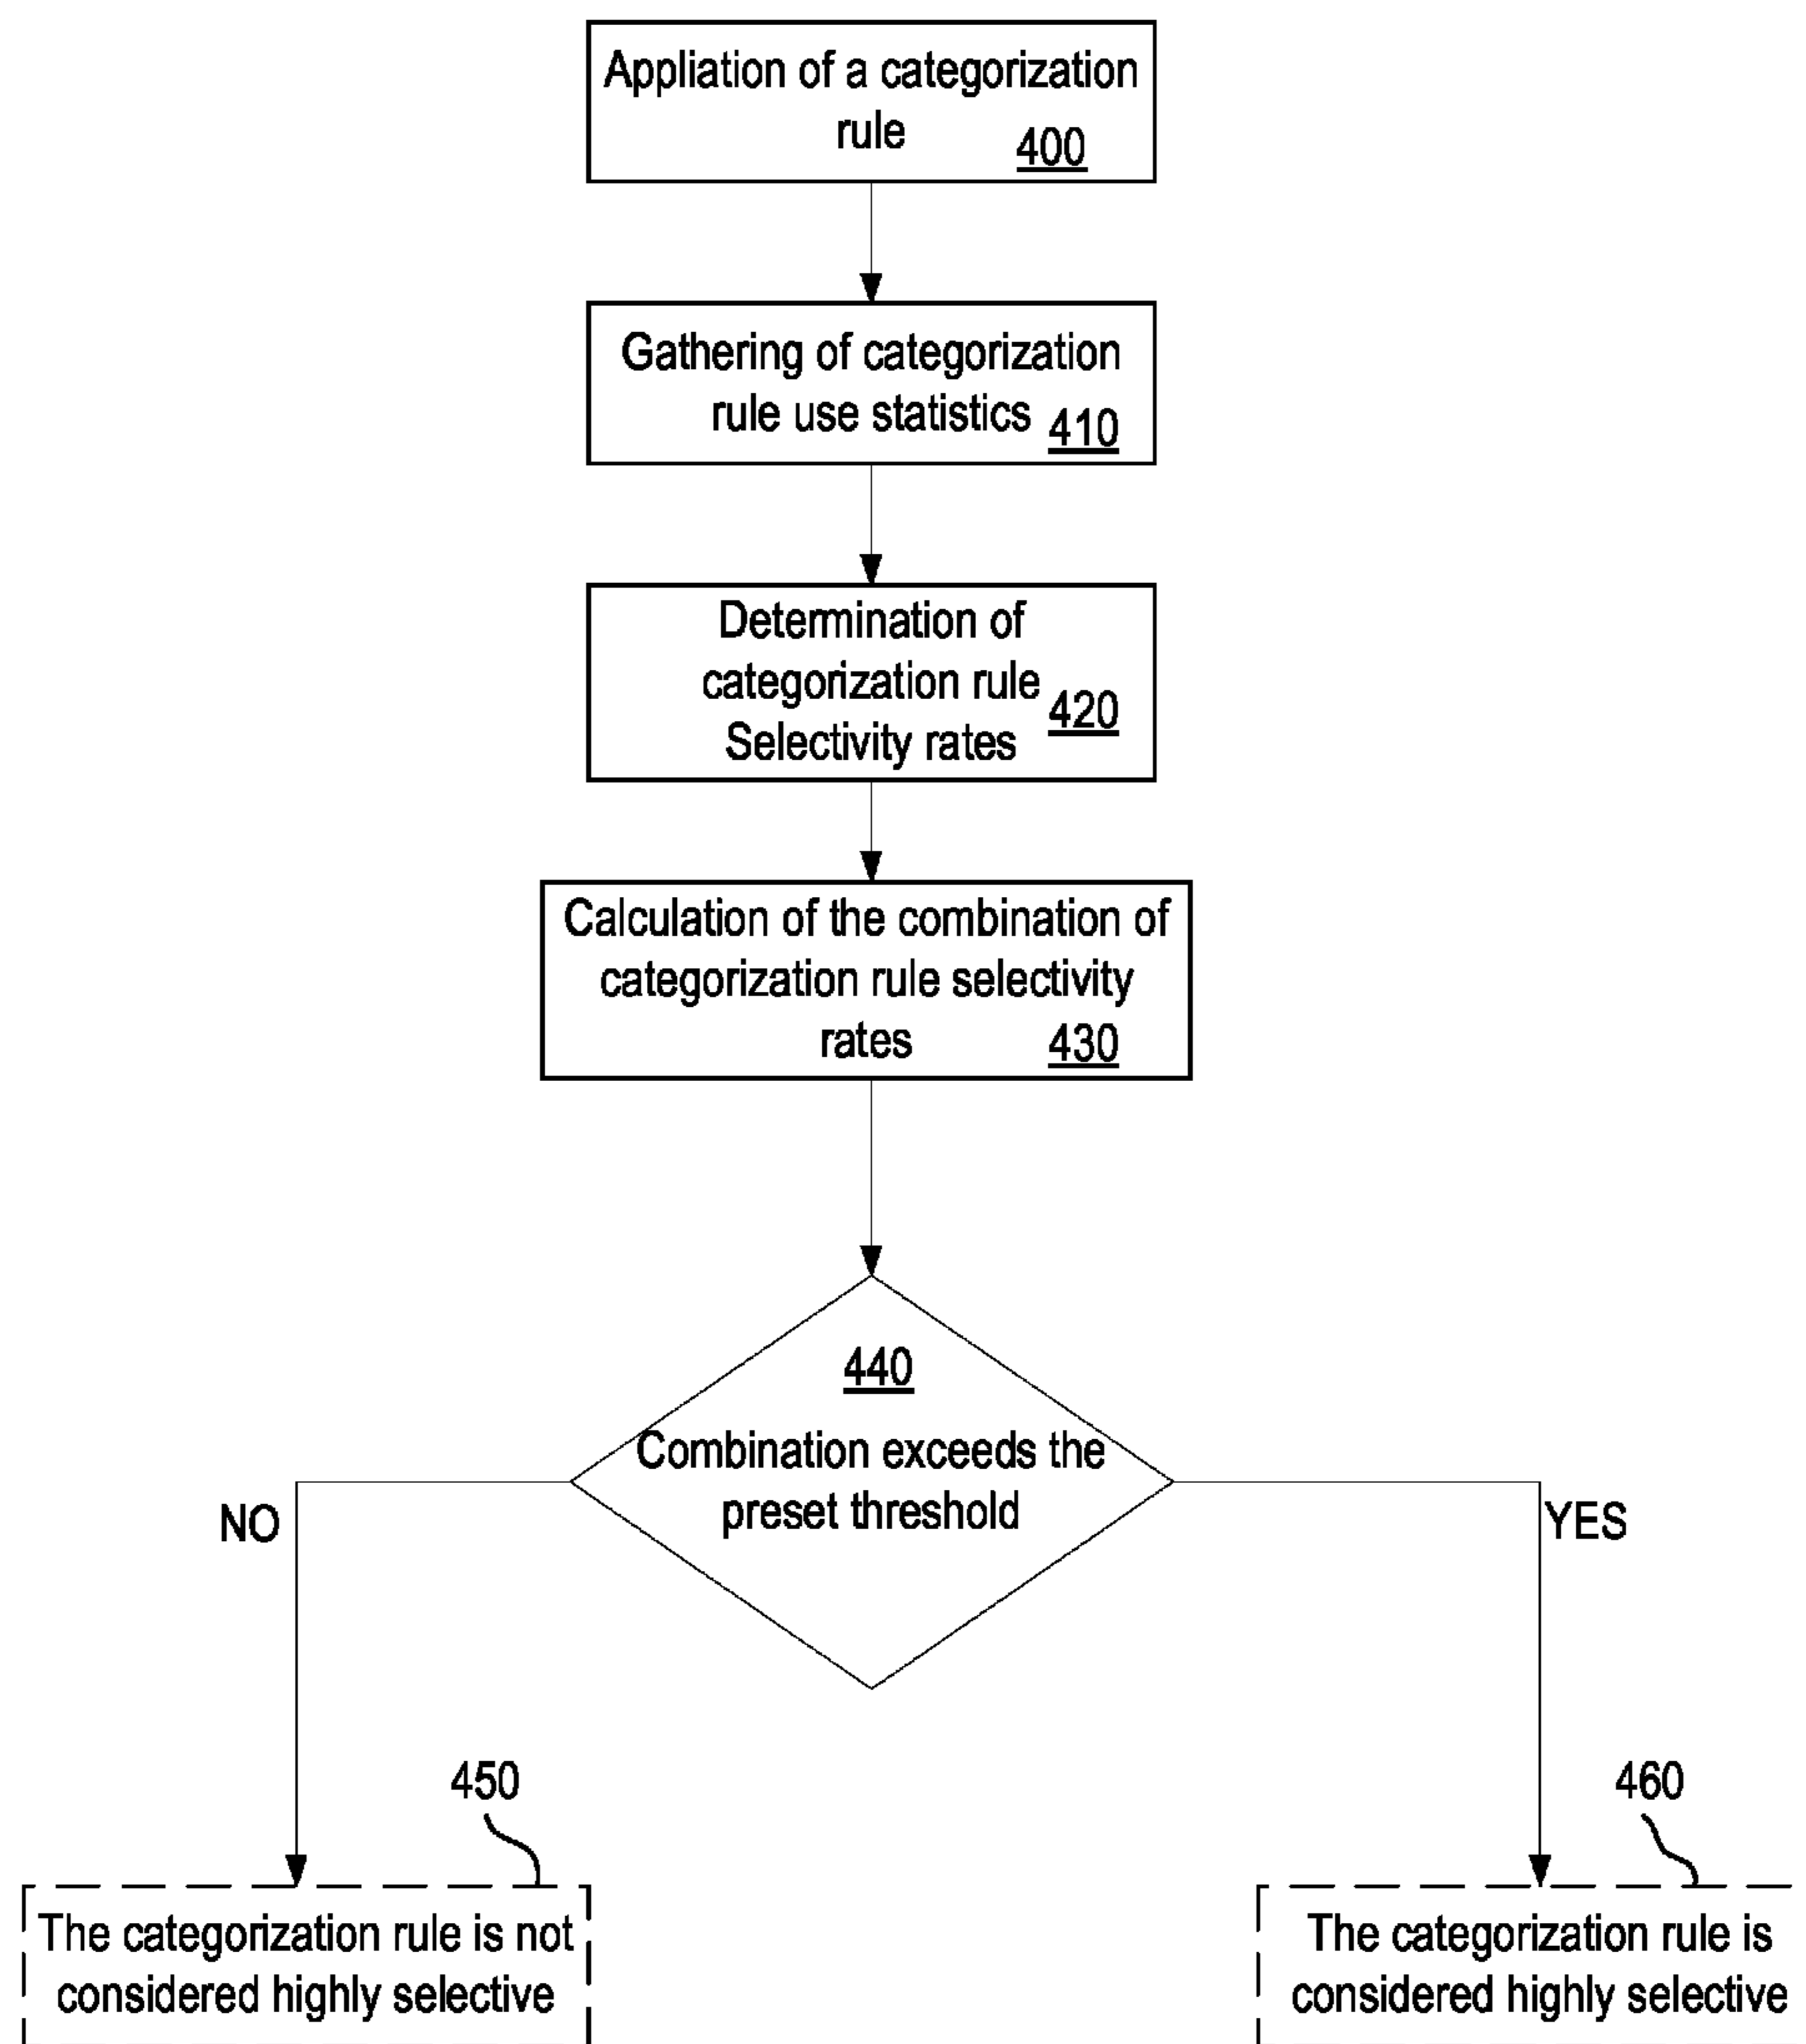 Appliation of a categorization
rule 400
Gathering of categorization
rule use statistics 410
Determination of
categorization rule 420
Selectivity rates
Calculation of the combination of
categorization rule selectivity
rates 430
440
Combination exceeds the
preset threshold
NO
YES
450
460
The categorization rule is not
considered highly selective
The categorization rule is
considered highly selective